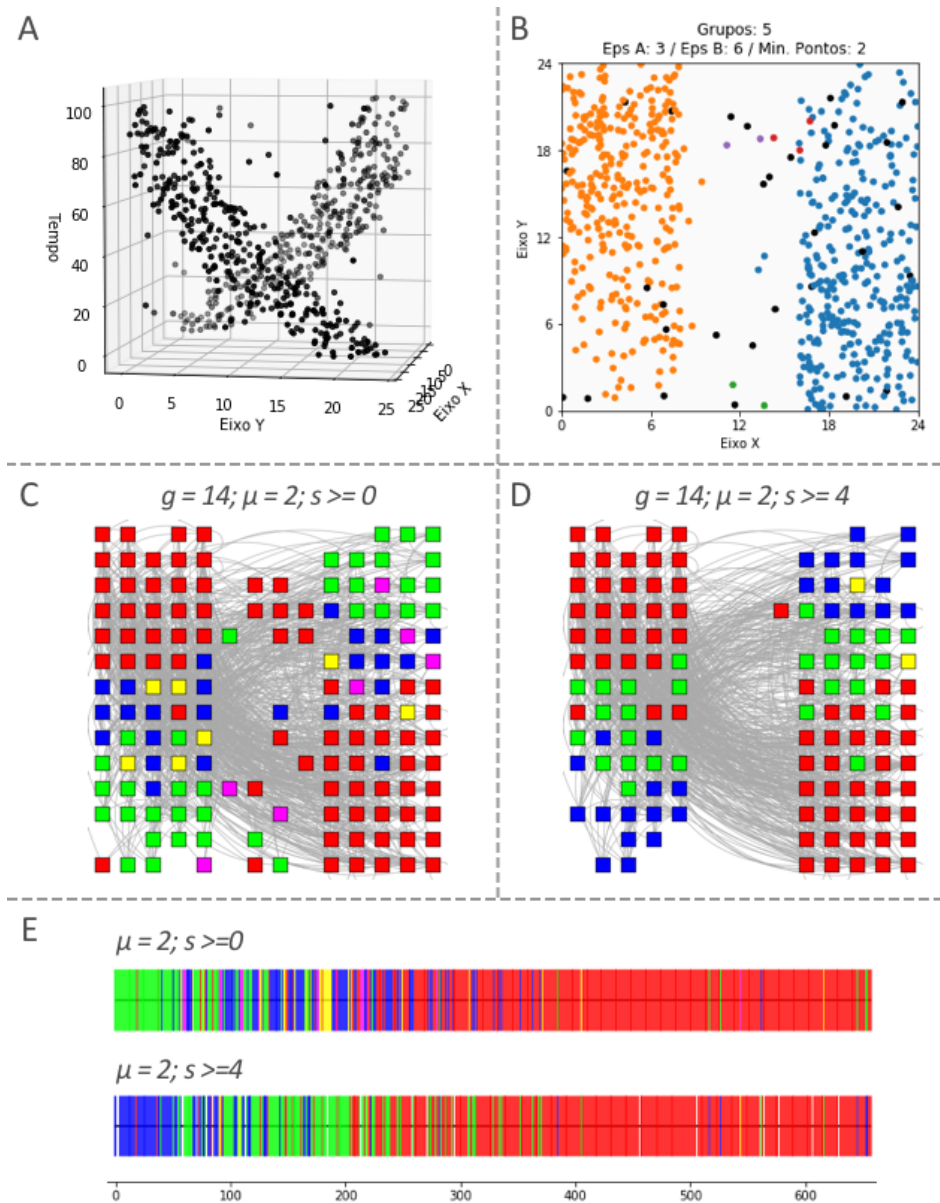 A
100
80
60
40
20
0
Tempo
0
5
10
15
20
25
Eixo Y
Eixo X
B
Grupos: 5
Eps A: 3 / Eps B: 6 / Min. Pontos: 2
24
18
12
6
0
Eixo Y
0
6
12
18
24
Eixo X
C
g = 14; μ = 2; s >= 0
D
g = 14; μ = 2; s >= 4
E
μ = 2; s >=0
μ = 2; s >=4
0
100
200
300
400
500
600